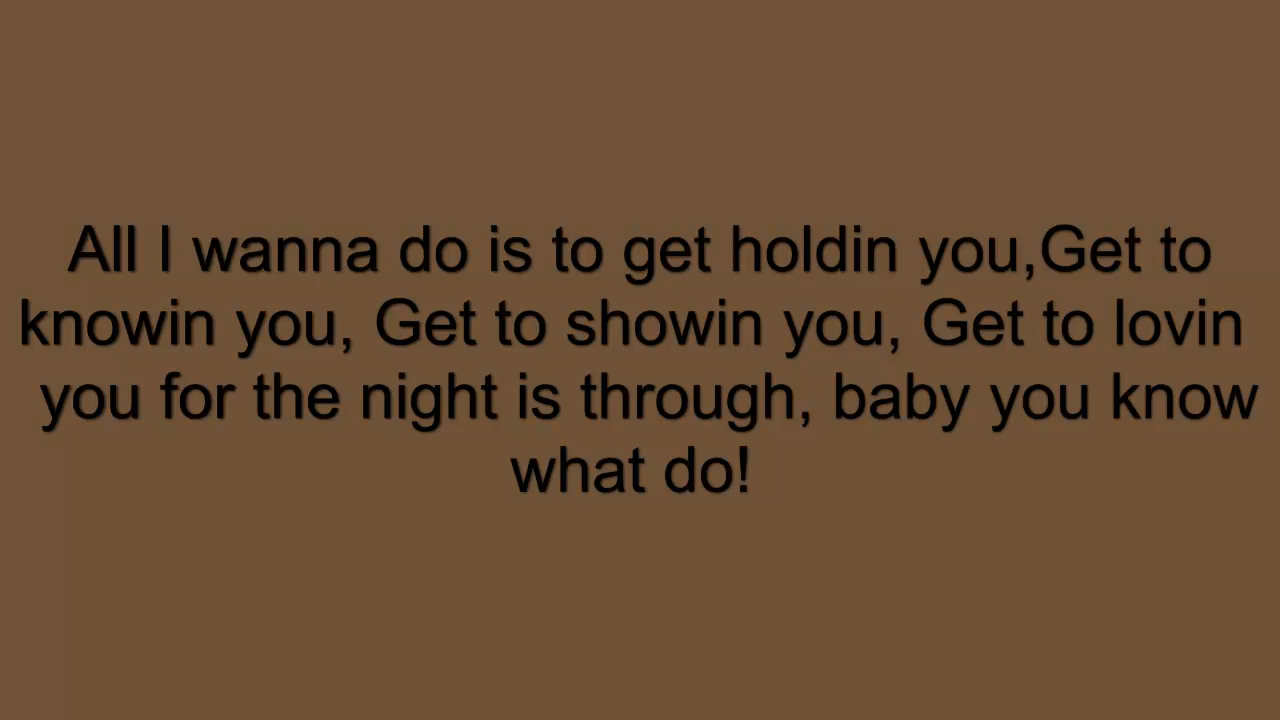 All I wanna do is to get holdin you,Get to
knowin you, Get to showin you, Get to lovin
you for the night is through, baby you know
what do!